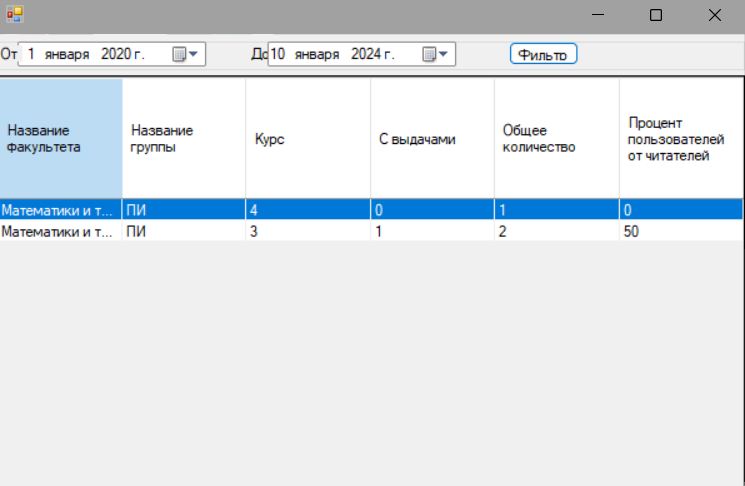 От 1 января 2020 г. До 10 января 2024 г. Фильтр
Название факультета Название группы Курс С выдачами Общее количество Процент пользователей от читателей
Математики и т... ПИ 4 0 1 0
Математики и т... ПИ 3 1 2 50